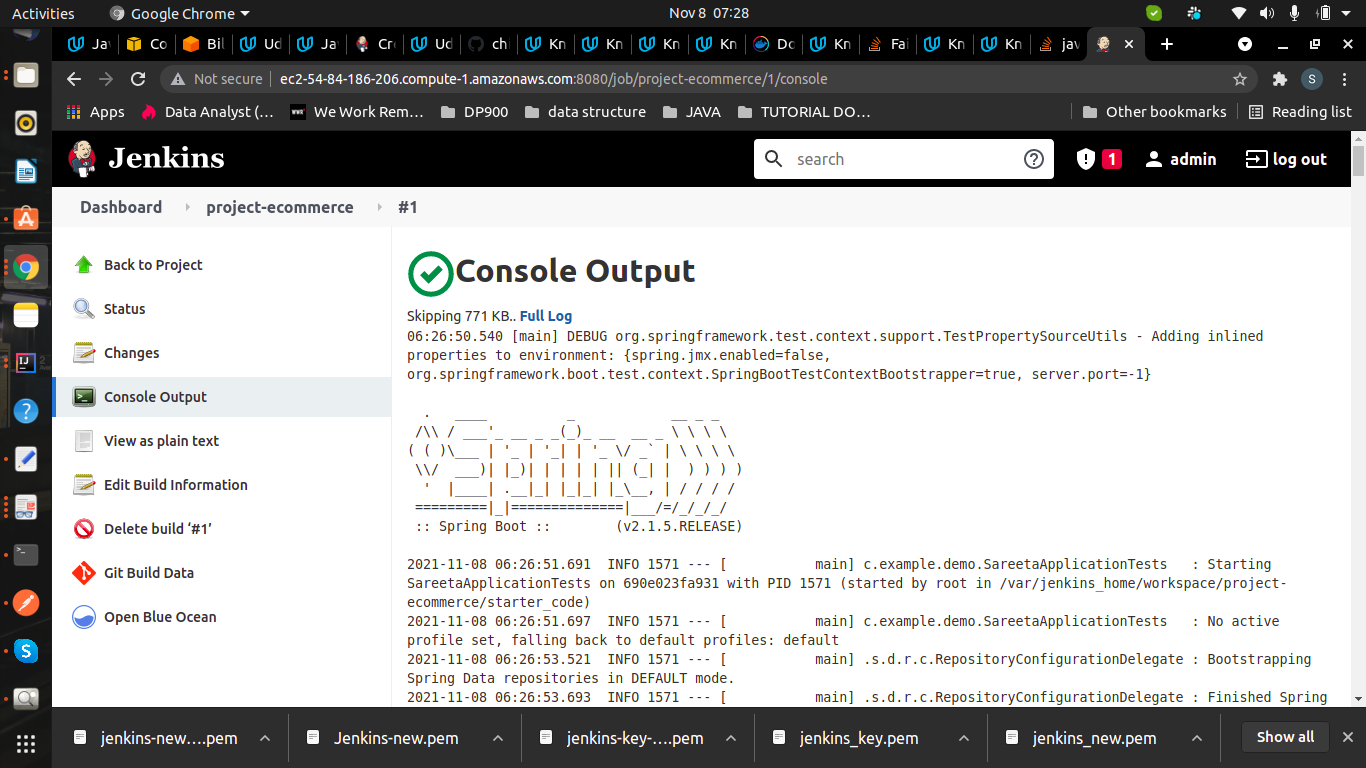 Activities
Google Chrome
Nov 8 07:28
Jav
Co
Bil
Ud
Jav
Cre
Ud
ch
Kn
Kn
Kn
Kn
Do
Kn
Fai
Kn
Kn
jav
Not secure
ec2-54-84-186-206.compute-1.amazonaws.com:8080/job/project-ecommerce/1/console
S
Apps
Data Analyst (…
We Work Rem…
DP900
data structure
JAVA
TUTORIAL DO…
Other bookmarks
Reading list
Jenkins
search
1
admin
log out
Dashboard
project-ecommerce
#1
Back to Project
Status
Changes
Console Output
View as plain text
Edit Build Information
Delete build ‘#1’
Git Build Data
Open Blue Ocean
Console Output
Skipping 771 KB.. Full Log
06:26:50.540 [main] DEBUG org.springframework.test.context.support.TestPropertySourceUtils - Adding inlined
properties to environment: {spring.jmx.enabled=false,
org.springframework.boot.test.context.SpringBootTestContextBootstrapper=true, server.port=-1}
  .   ____          _            __ _ _
 /\\ / ___'_ __ _ _(_)_ __  __ _ \ \ \ \
( ( )\___ | '_ | '_| | '_ \/ _` | \ \ \ \
 \\/  ___)| |_)| | | | | || (_| |  ) ) ) )
  '  |____| .__|_| |_|_| |_\__, | / / / /
 =========|_|==============|___/=/_/_/_/
 :: Spring Boot ::        (v2.1.5.RELEASE)
2021-11-08 06:26:51.691  INFO 1571 --- [           main] c.example.demo.SareetaApplicationTests   : Starting
SareetaApplicationTests on 690e023fa931 with PID 1571 (started by root in /var/jenkins_home/workspace/project-
ecommerce/starter_code)
2021-11-08 06:26:51.697  INFO 1571 --- [           main] c.example.demo.SareetaApplicationTests   : No active
profile set, falling back to default profiles: default
2021-11-08 06:26:53.521  INFO 1571 --- [           main] .s.d.r.c.RepositoryConfigurationDelegate : Bootstrapping
Spring Data repositories in DEFAULT mode.
2021-11-08 06:26:53.693  INFO 1571 --- [           main] .s.d.r.c.RepositoryConfigurationDelegate : Finished Spring
jenkins-new….pem
Jenkins-new.pem
jenkins-key-….pem
jenkins_key.pem
jenkins_new.pem
Show all